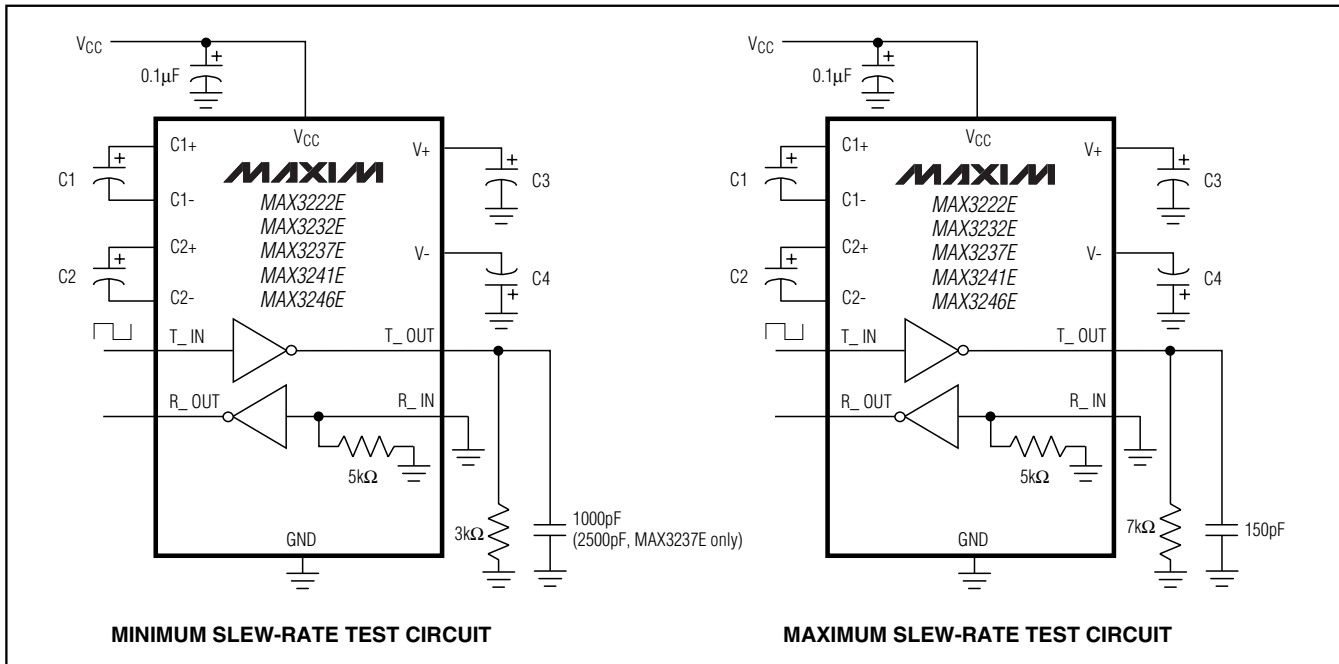 VCC
0.1µF
VCC
C1+
V+
C1
C3
MAXIM
C1-
MAX3222E
MAX3232E
C2+
MAX3237E
V-
C2
MAX3241E
C4
C2-
MAX3246E
T_ IN
T_ OUT
R_ OUT
R_ IN
5kΩ
3kΩ
1000pF
(2500pF, MAX3237E only)
GND
MINIMUM SLEW-RATE TEST CIRCUIT
VCC
0.1µF
VCC
C1+
V+
C1
C3
MAXIM
C1-
MAX3222E
MAX3232E
C2+
MAX3237E
V-
C2
MAX3241E
C4
C2-
MAX3246E
T_ IN
T_ OUT
R_ OUT
R_ IN
5kΩ
7kΩ
150pF
GND
MAXIMUM SLEW-RATE TEST CIRCUIT